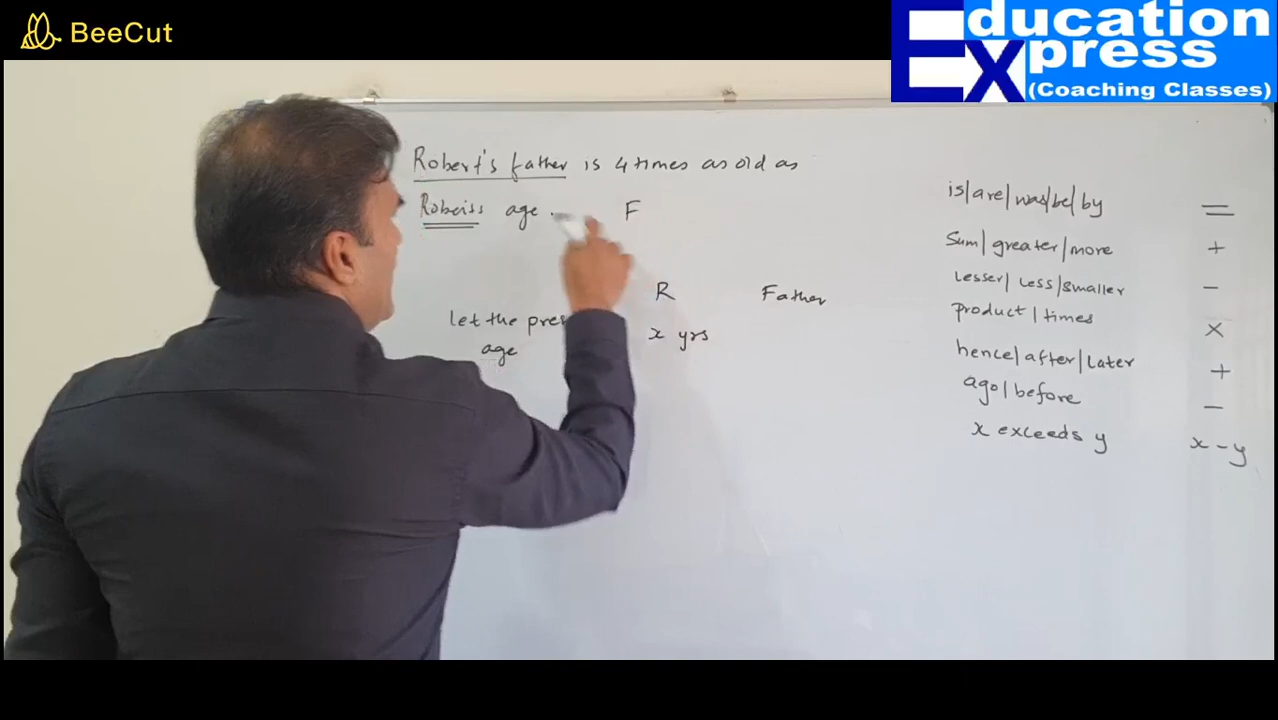 BeeCut
Education
Express
(Coaching Classes)
Robert's father is 4 times as old as
Roberts age. F
R Father
let the pres x yrs
age
is/are/was/be/by =
Sum/greater/more +
lesser/less/smaller -
product/times ×
hence/after/later +
ago/before -
x exceeds y x - y